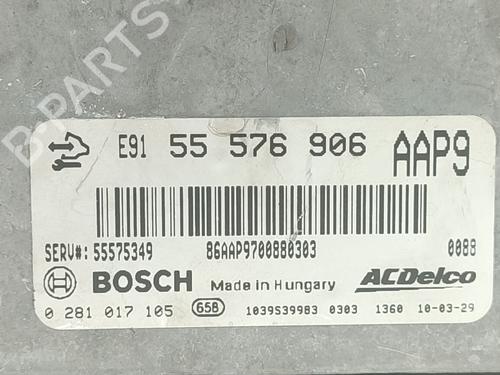 B-PARTS
E91 55 576 906 AAP9
SERV#: 55575349 86AAP9700880303 0088
BOSCH Made in Hungary ACDelco
0 281 017 105 658 1039S39983 0303 1360 10-03-29